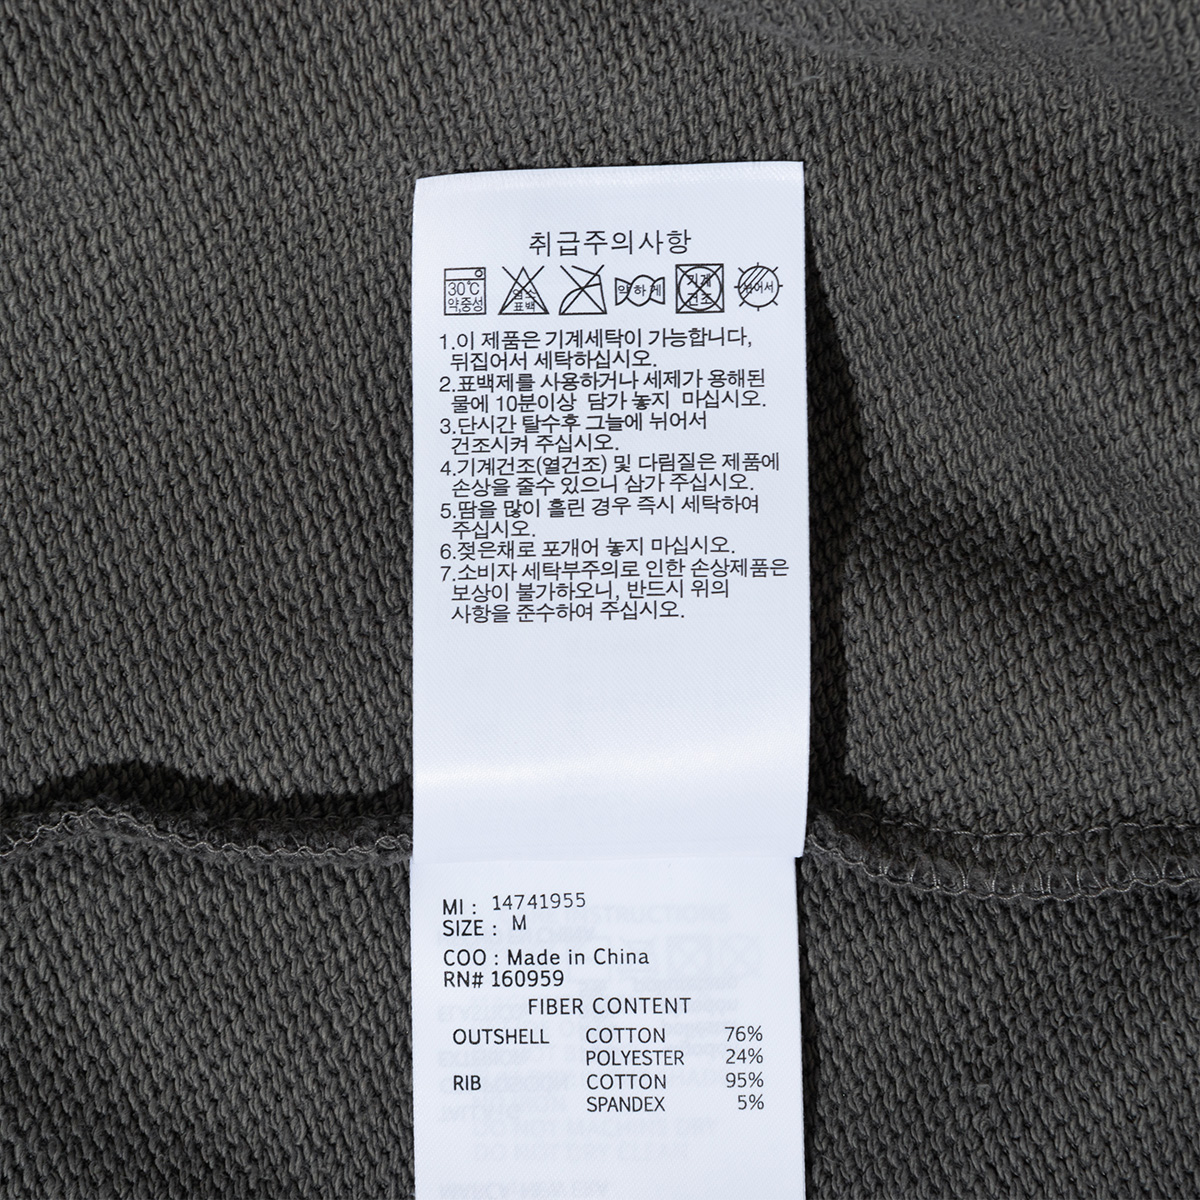 취급주의사항
30℃
약,중성
염소
표백
약하게
기계
건조
뉘어서
1.이 제품은 기계세탁이 가능합니다,
뒤집어서 세탁하십시오.
2.표백제를 사용하거나 세제가 용해된
물에 10분이상 담가 놓지 마십시오.
3.단시간 탈수후 그늘에 뉘어서
건조시켜 주십시오.
4.기계건조(열건조) 및 다림질은 제품에
손상을 줄수 있으니 삼가 주십시오.
5.땀을 많이 흘린 경우 즉시 세탁하여
주십시오.
6.젖은채로 포개어 놓지 마십시오.
7.소비자 세탁부주의로 인한 손상제품은
보상이 불가하오니, 반드시 위의
사항을 준수하여 주십시오.
MI : 14741955
SIZE : M
COO : Made in China
RN# 160959
FIBER CONTENT
OUTSHELL COTTON 76%
POLYESTER 24%
RIB COTTON 95%
SPANDEX 5%